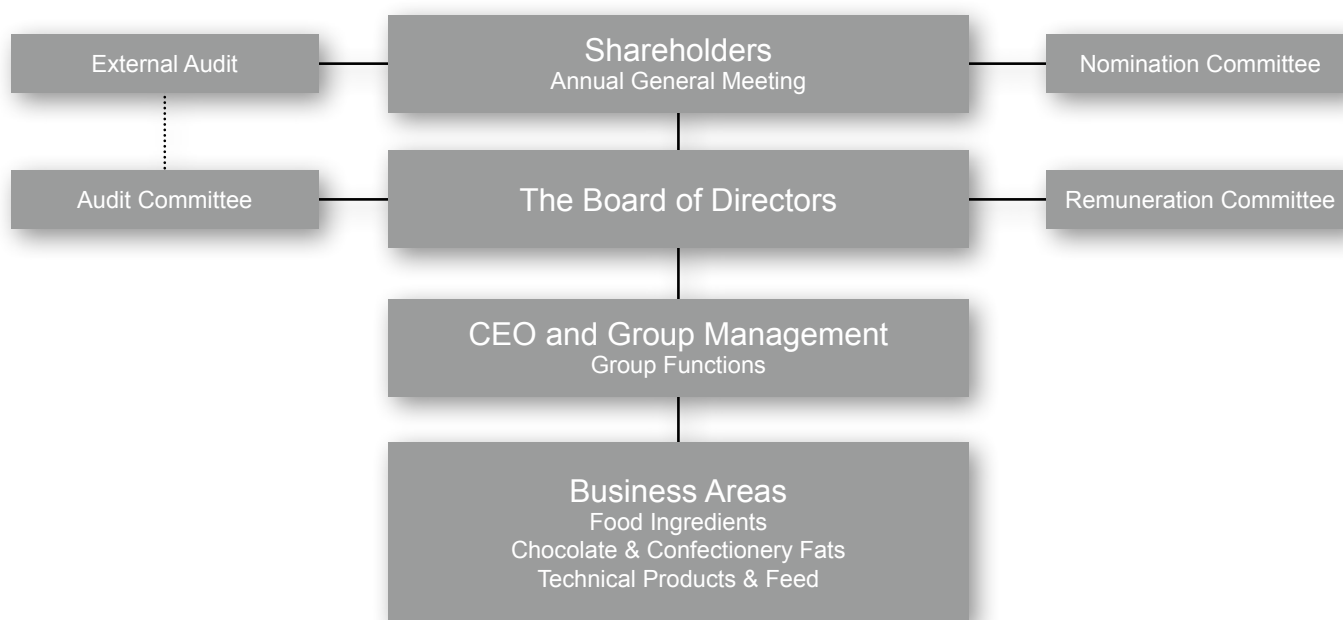 External Audit
Shareholders
Annual General Meeting
Nomination Committee
Audit Committee
The Board of Directors
Remuneration Committee
CEO and Group Management
Group Functions
Business Areas
Food Ingredients
Chocolate & Confectionery Fats
Technical Products & Feed